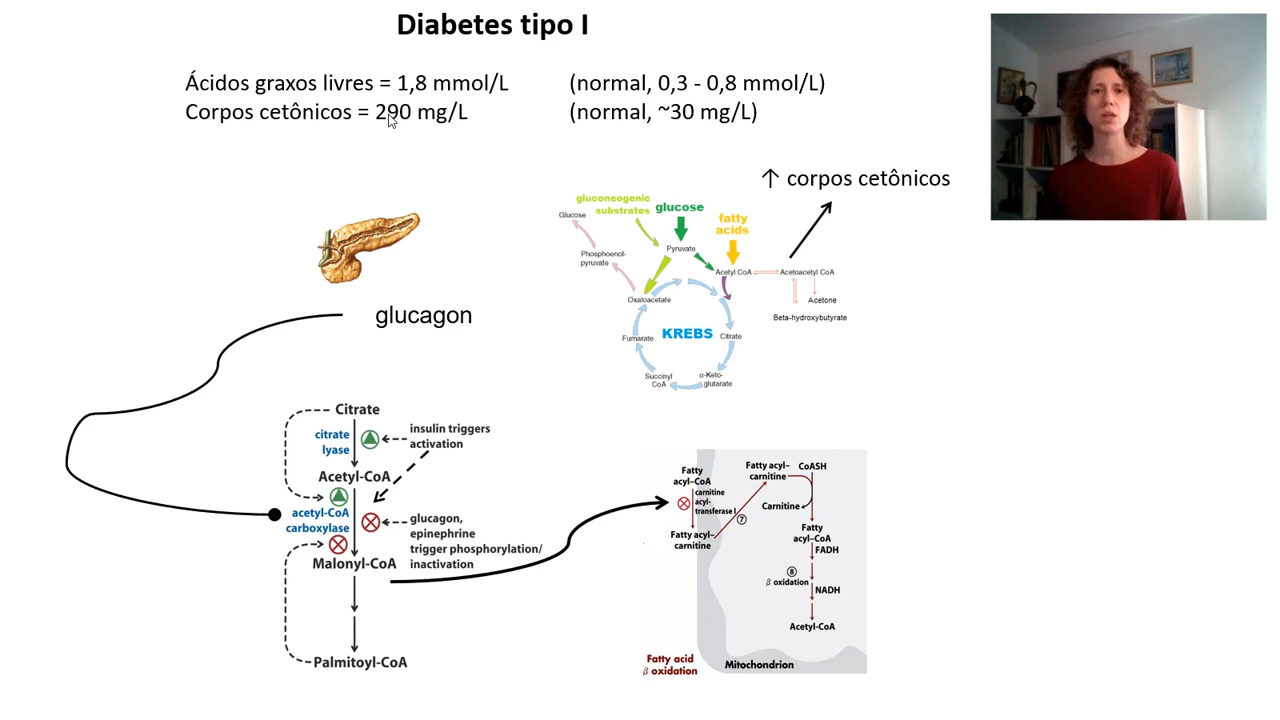 Diabetes tipo I
Ácidos graxos livres = 1,8 mmol/L (normal, 0,3 - 0,8 mmol/L)
Corpos cetônicos = 290 mg/L (normal, ~30 mg/L)
↑ corpos cetônicos
gluconeogenic
substrates
glucose
fatty
acids
Glucose
Pyruvate
Phosphoenol-
pyruvate
Acetyl CoA
Acetoacetyl CoA
Oxaloacetate
Acetone
Beta-hydroxybutyrate
KREBS
Fumarate
Citrate
Succinyl
CoA
α-Keto-
glutarate
glucagon
Citrate
citrate
lyase
insulin triggers
activation
Acetyl-CoA
acetyl-CoA
carboxylase
glucagon,
epinephrine
trigger phosphorylation/
inactivation
Malonyl-CoA
Palmitoyl-CoA
Fatty
acyl-CoA
carnitine
acyl-
transferase I
Fatty acyl-
carnitine
7
Fatty acyl-
carnitine
CoASH
Carnitine
Fatty
acyl-CoA
FADH
8
β oxidation
NADH
Acetyl-CoA
Fatty acid
β oxidation
Mitochondrion